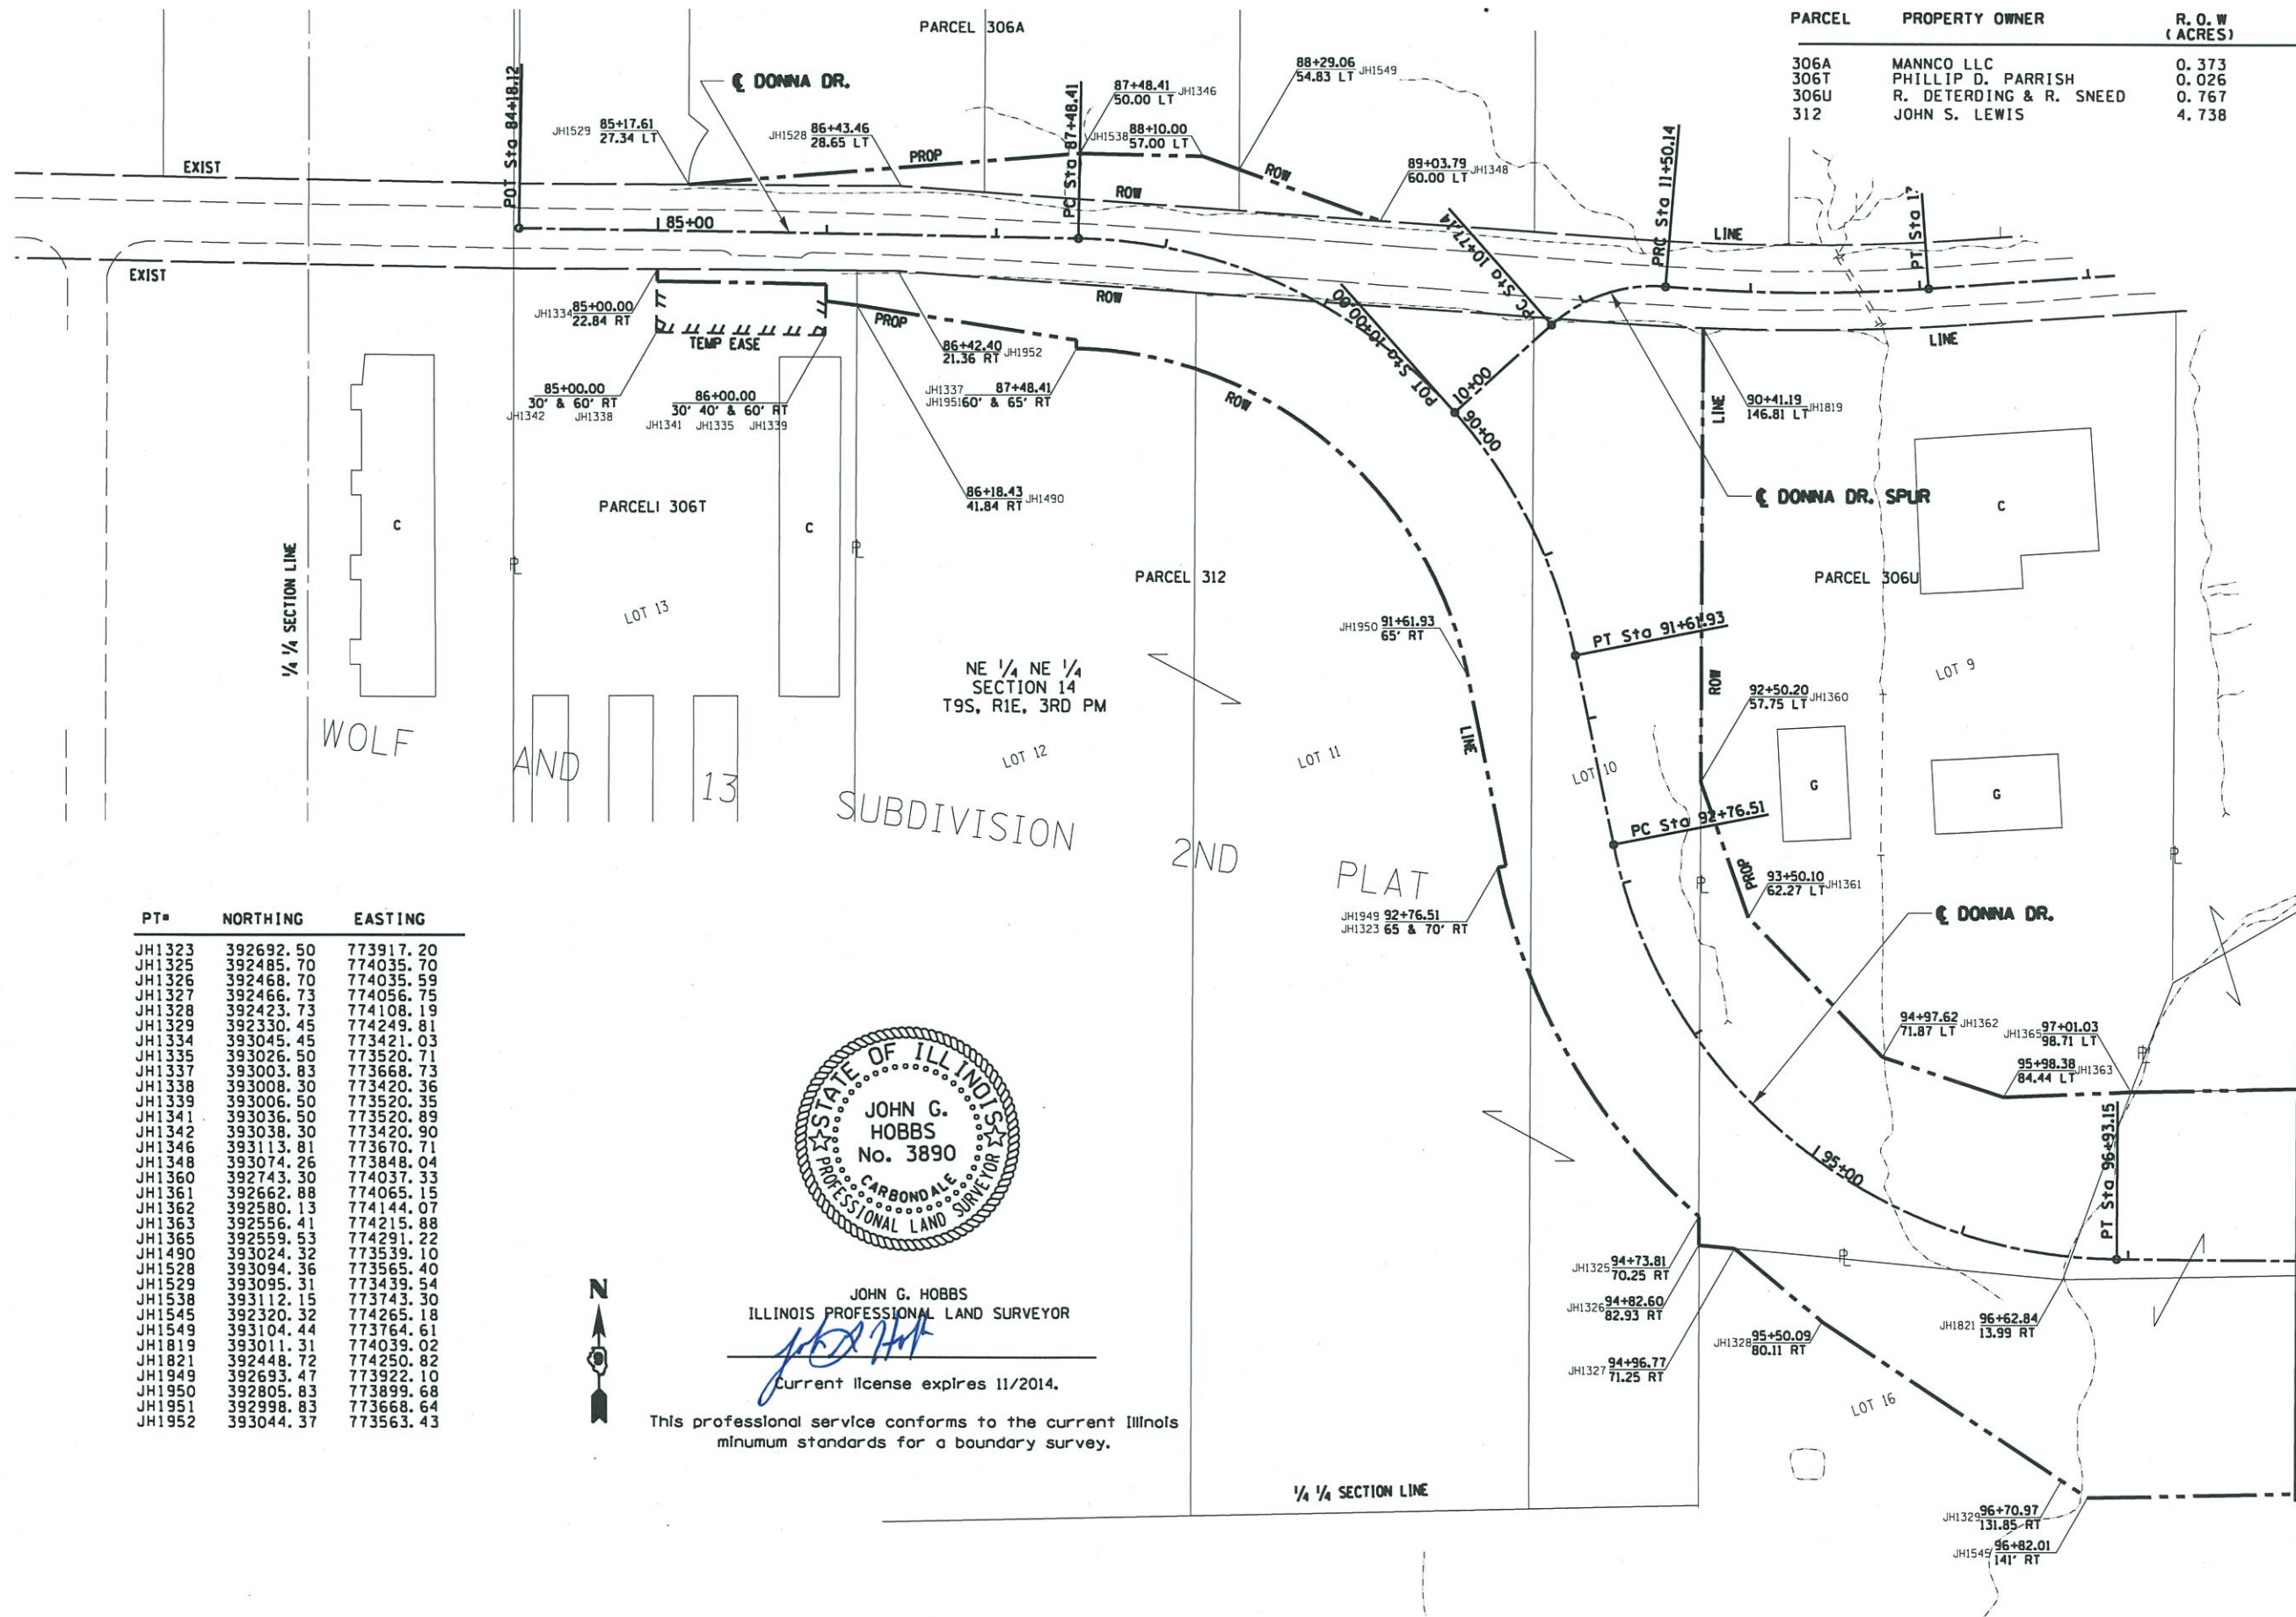 PARCEL PROPERTY OWNER R.O.W (ACRES)
306A MANNCO LLC 0.373
306T PHILLIP D. PARRISH 0.026
306U R. DETERDING & R. SNEED 0.767
312 JOHN S. LEWIS 4.738
PARCEL 306A
℄ DONNA DR.
POT Sta 84+18.12
JH1529 85+17.61
27.34 LT
JH1528 86+43.46
28.65 LT
PC Sta 87+48.41
87+48.41 JH1346
50.00 LT
JH1538 88+10.00
57.00 LT
88+29.06 JH1549
54.83 LT
89+03.79 JH1348
60.00 LT
PRC Sta 11+50.14
PT Sta 1
EXIST
PROP
ROW
ROW
LINE
85+00
EXIST
ROW
LINE
PC Sta 10+77.14
POT Sta 10+00.00
10+00
90+00
JH1334 85+00.00
22.84 RT
TEMP EASE
PROP
ROW
86+42.40 JH1952
21.36 RT
85+00.00
30' & 60' RT
JH1342 JH1338
86+00.00
30' 40' & 60' RT
JH1341 JH1335 JH1339
JH1337 87+48.41
JH1951 60' & 65' RT
LINE
90+41.19 JH1819
146.81 LT
86+18.43 JH1490
41.84 RT
℄ DONNA DR. SPUR
C
C
C
PARCELI 306T
PARCEL 312
PARCEL 306U
¼ ¼ SECTION LINE
℄
℄
LOT 13
JH1950 91+61.93
65' RT
PT Sta 91+61.93
NE ¼ NE ¼
SECTION 14
T9S, R1E, 3RD PM
ROW
LOT 9
92+50.20 JH1360
57.75 LT
LINE
LOT 12
LOT 11
LOT 10
WOLF AND 13 SUBDIVISION 2ND PLAT
G
G
PC Sta 92+76.51
PROP
93+50.10 JH1361
62.27 LT
JH1949 92+76.51
JH1323 65 & 70' RT
℄ DONNA DR.
94+97.62 JH1362
71.87 LT
JH1365 97+01.03
98.71 LT
95+98.38 JH1363
84.44 LT
PT Sta 96+93.15
95+00
JH1325 94+73.81
70.25 RT
JH1326 94+82.60
82.93 RT
JH1327 94+96.77
71.25 RT
JH1328 95+50.09
80.11 RT
JH1821 96+62.84
13.99 RT
LOT 16
JH1329 96+70.97
131.85 RT
JH1545 96+82.01
141' RT
¼ ¼ SECTION LINE
PT# NORTHING EASTING
JH1323 392692.50 773917.20
JH1325 392485.70 774035.70
JH1326 392468.70 774035.59
JH1327 392466.73 774056.75
JH1328 392423.73 774108.19
JH1329 392330.45 774249.81
JH1334 393045.45 773421.03
JH1335 393026.50 773520.71
JH1337 393003.83 773668.73
JH1338 393008.30 773420.36
JH1339 393006.50 773520.35
JH1341 393036.50 773520.89
JH1342 393038.30 773420.90
JH1346 393113.81 773670.71
JH1348 393074.26 773848.04
JH1360 392743.30 774037.33
JH1361 392662.88 774065.15
JH1362 392580.13 774144.07
JH1363 392556.41 774215.88
JH1365 392559.53 774291.22
JH1490 393024.32 773539.10
JH1528 393094.36 773565.40
JH1529 393095.31 773439.54
JH1538 393112.15 773743.30
JH1545 392320.32 774265.18
JH1549 393104.44 773764.61
JH1819 393011.31 774039.02
JH1821 392448.72 774250.82
JH1949 392693.47 773922.10
JH1950 392805.83 773899.68
JH1951 392998.83 773668.64
JH1952 393044.37 773563.43
STATE OF ILLINOIS
JOHN G.
HOBBS
No. 3890
CARBONDALE
PROFESSIONAL LAND SURVEYOR
N
JOHN G. HOBBS
ILLINOIS PROFESSIONAL LAND SURVEYOR
Current license expires 11/2014.
This professional service conforms to the current Illinois
minumum standards for a boundary survey.